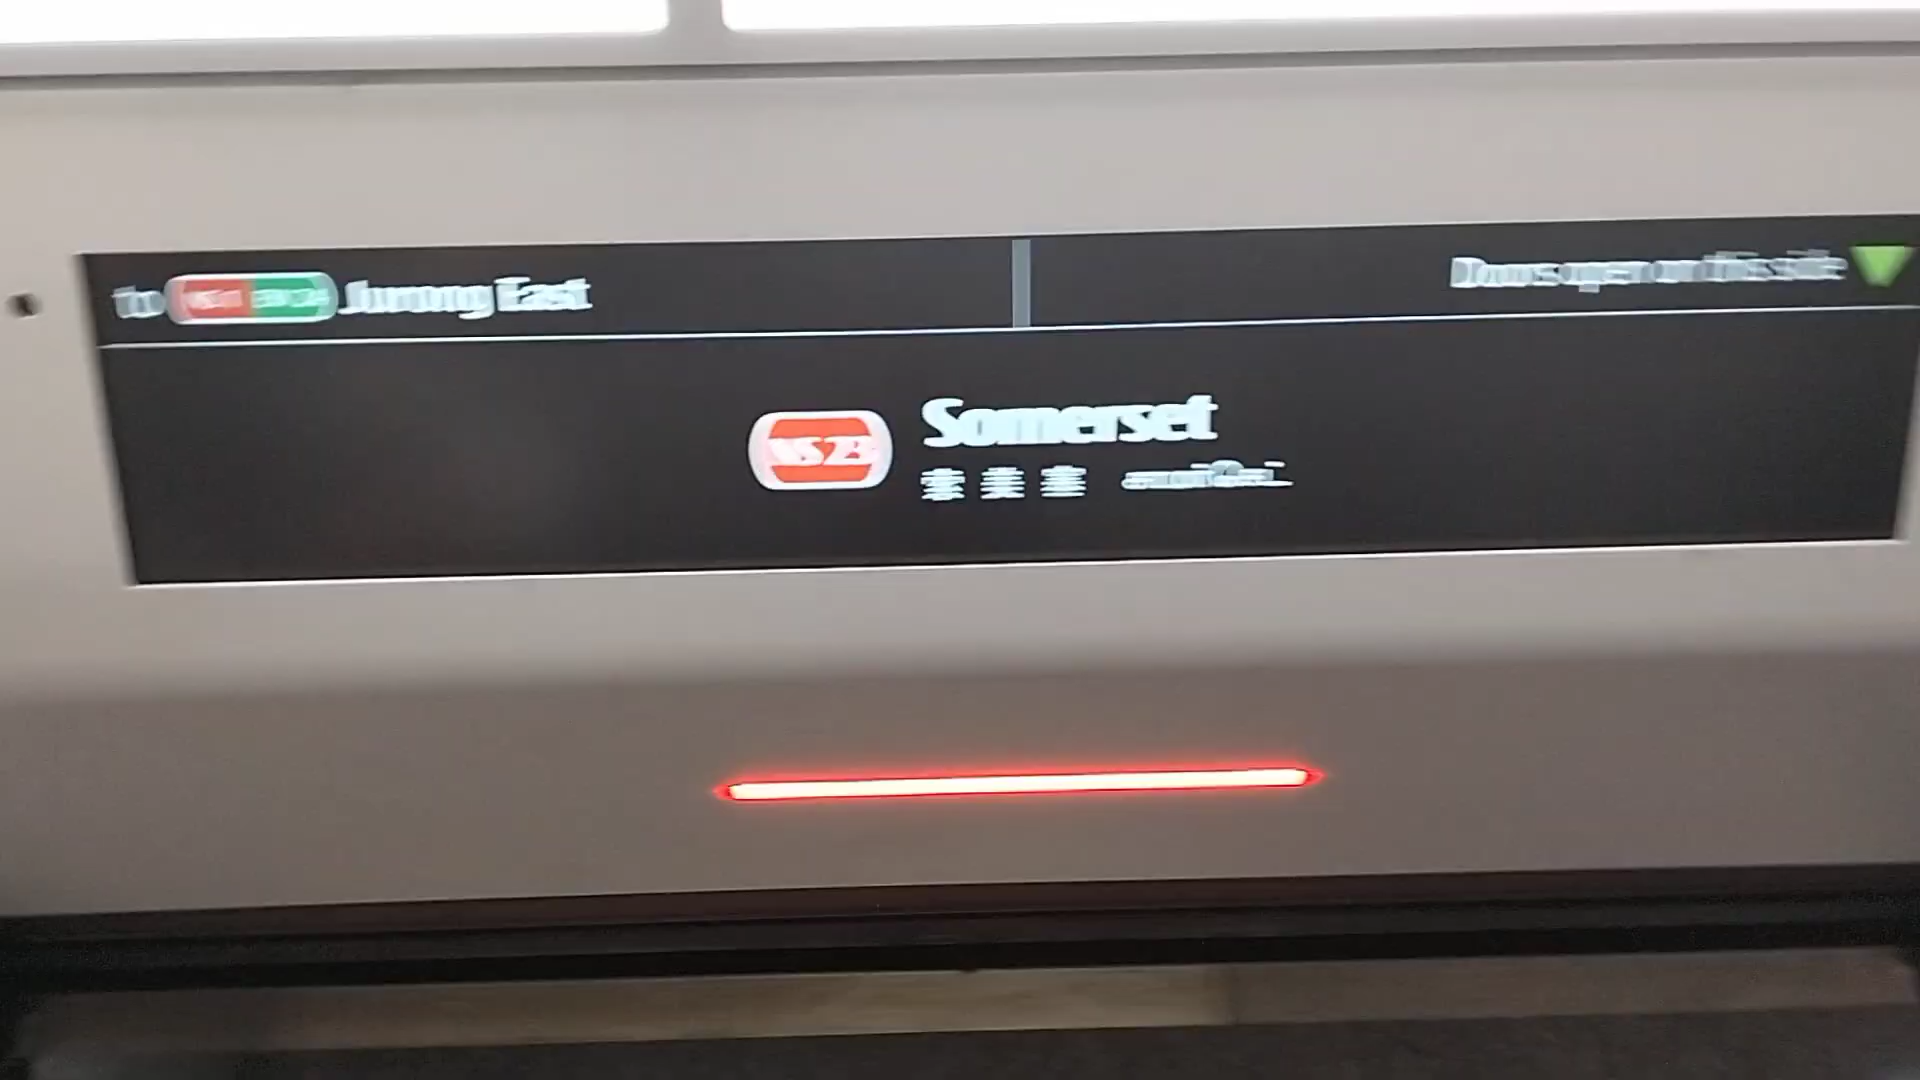 to NS1 EW24 Jurong East
Doors open on this side
NS23 Somerset
索美塞